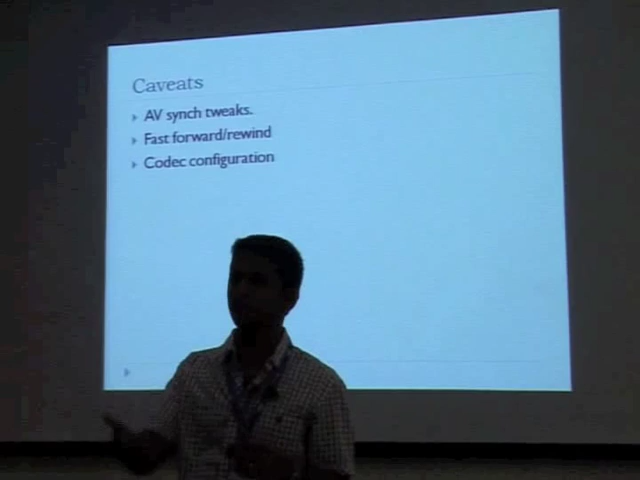 Caveats
AV synch tweaks.
Fast forward/rewind
Codec configuration